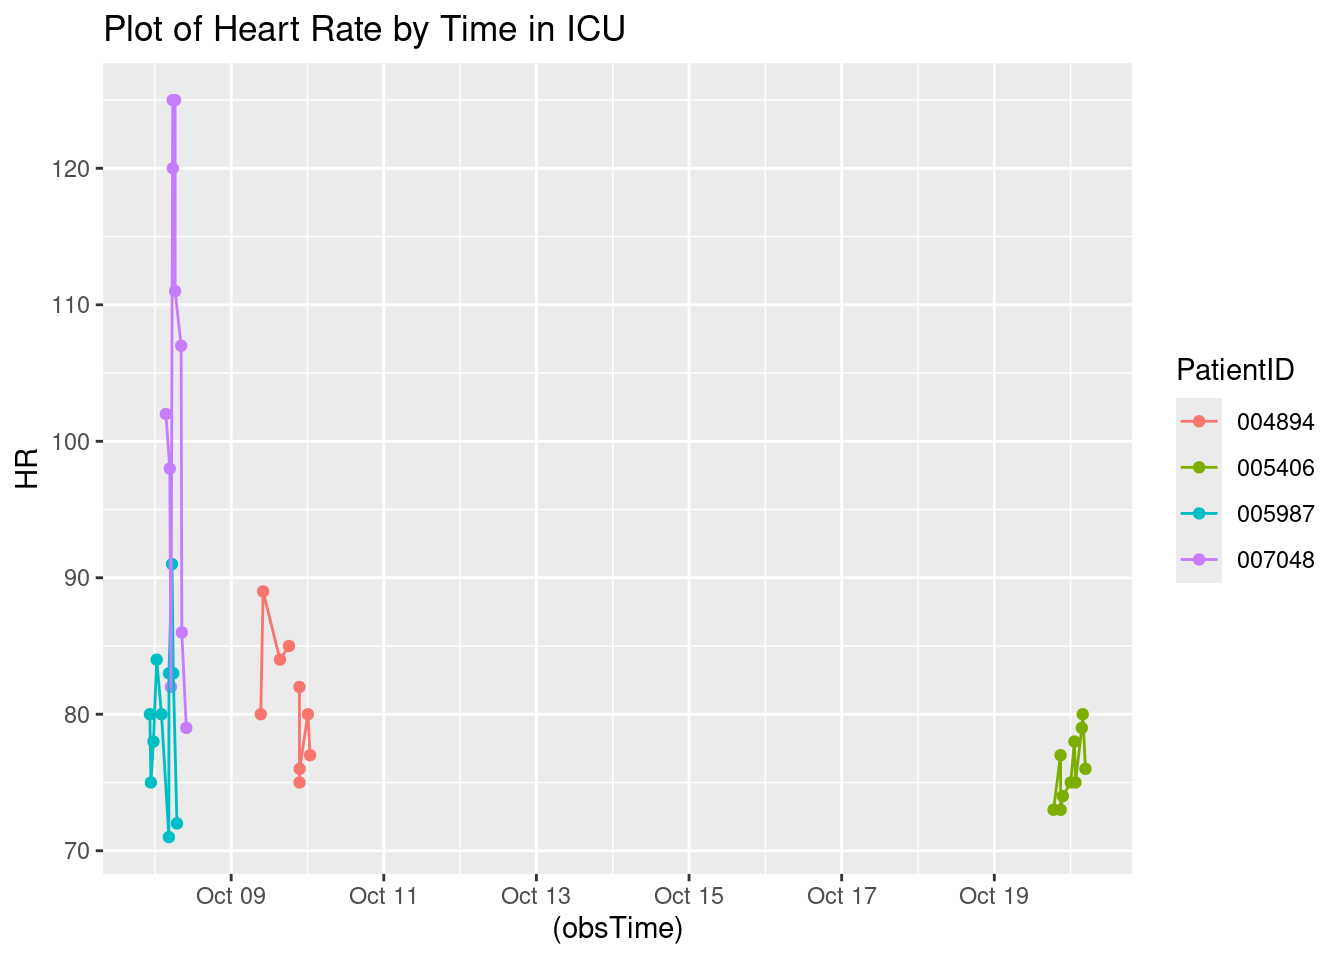 Plot of Heart Rate by Time in ICU
120
110
100
90
80
70
HR
Oct 09 Oct 11 Oct 13 Oct 15 Oct 17 Oct 19
(obsTime)
PatientID
004894
005406
005987
007048